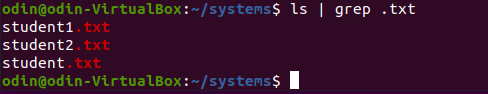 odin@odin-VirtualBox:~/systems$ ls | grep .txt
student1.txt
student2.txt
student.txt
odin@odin-VirtualBox:~/systems$